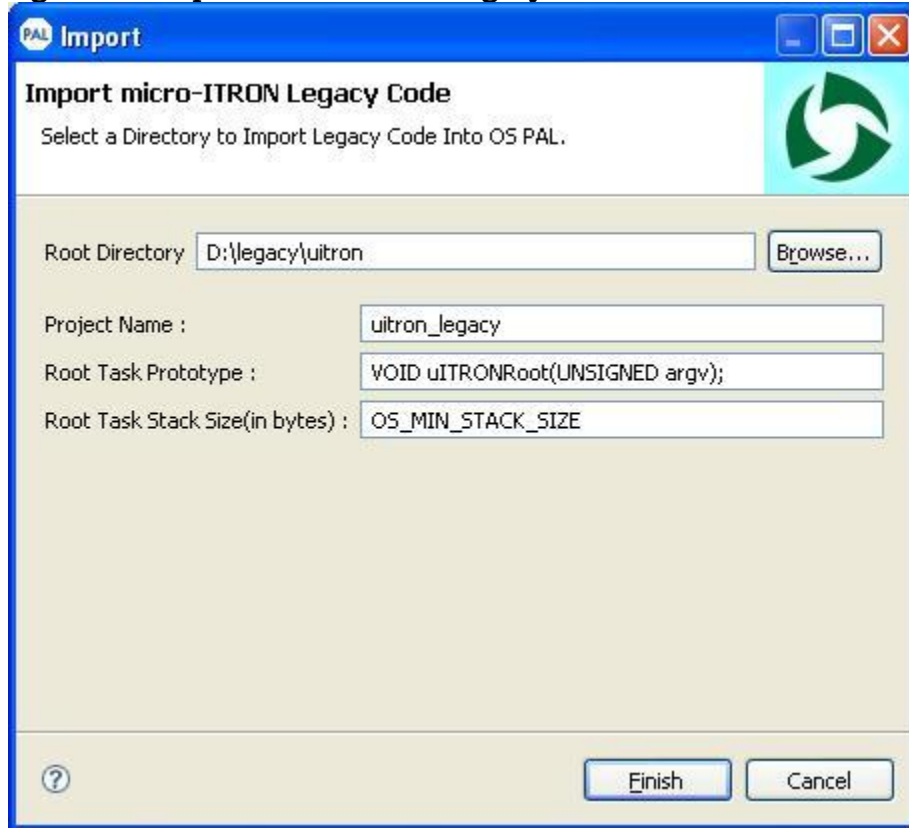 PAL Import
Import micro-ITRON Legacy Code
Select a Directory to Import Legacy Code Into OS PAL.
Root Directory D:\legacy\uitron Browse...
Project Name : uitron_legacy
Root Task Prototype : VOID uITRONRoot(UNSIGNED argv);
Root Task Stack Size(in bytes) : OS_MIN_STACK_SIZE
? Finish Cancel